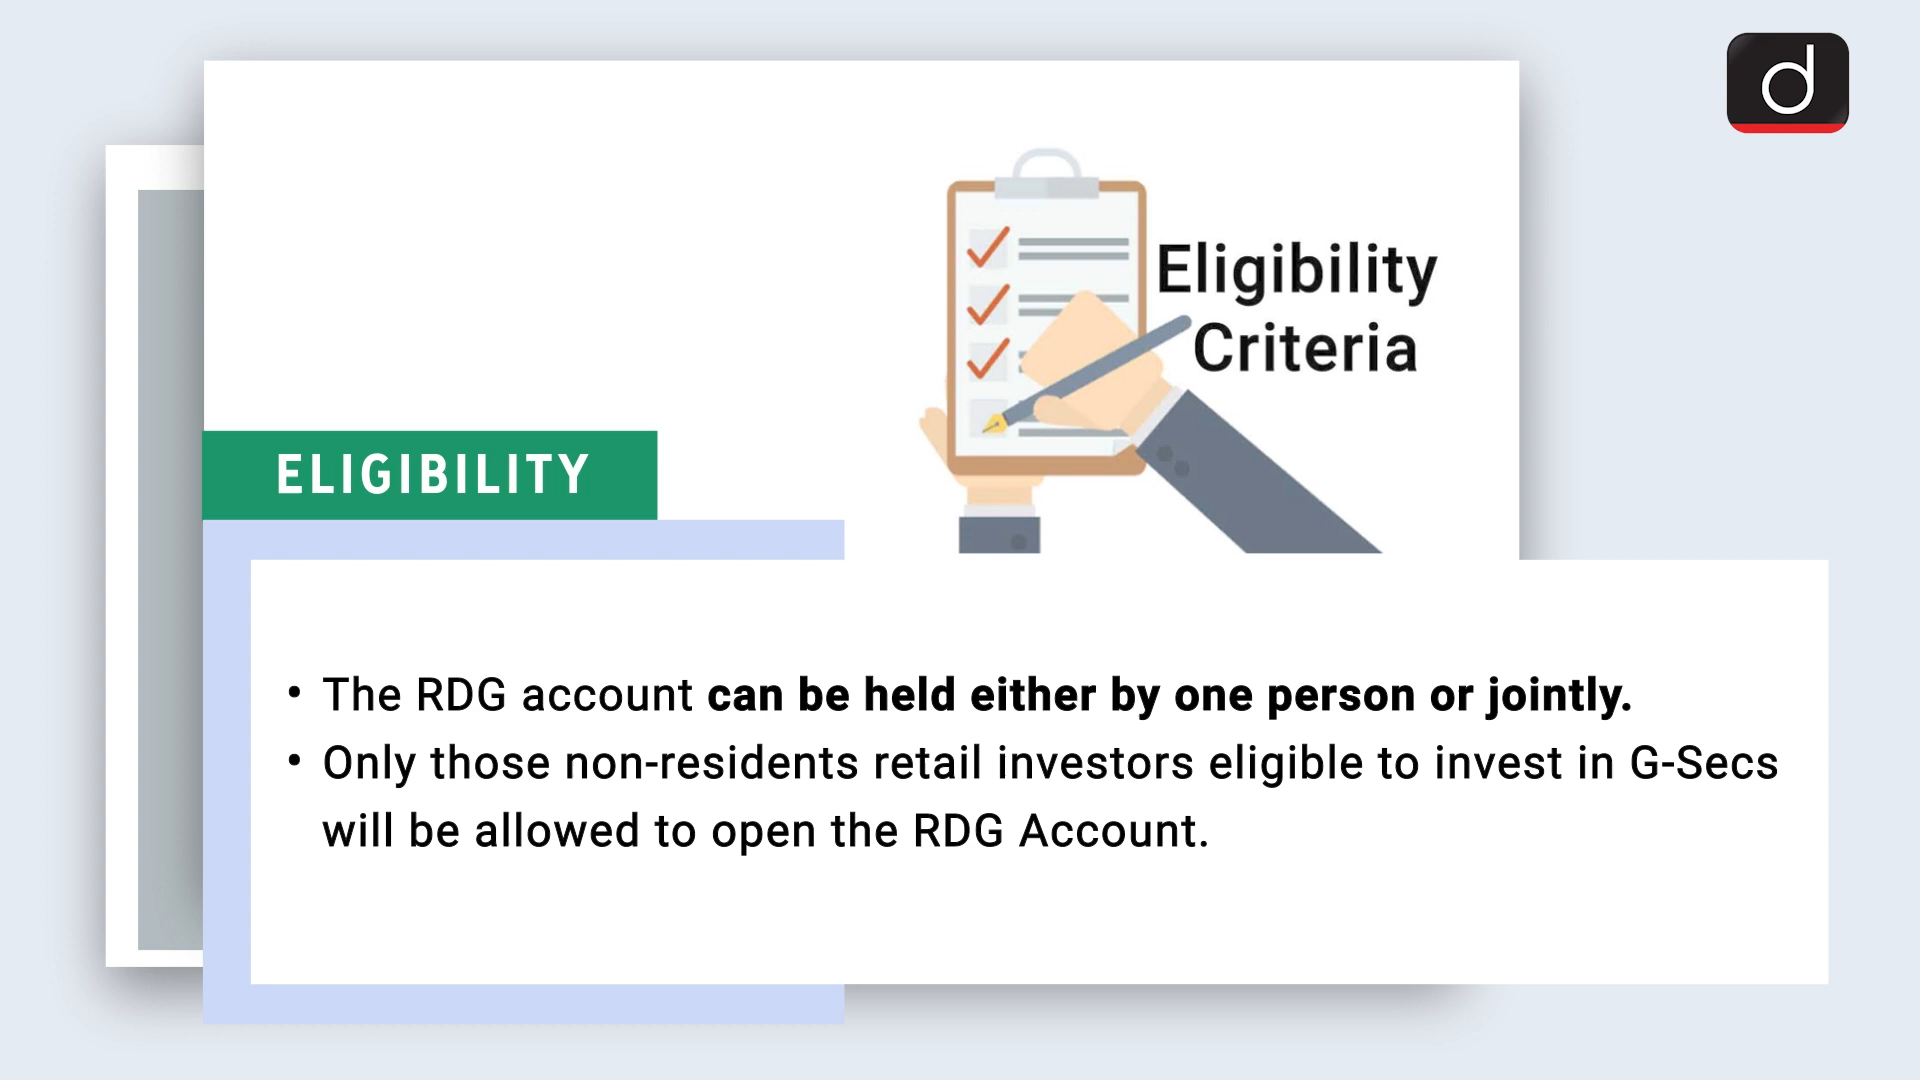 d
Eligibility
Criteria
ELIGIBILITY
• The RDG account can be held either by one person or jointly.
• Only those non-residents retail investors eligible to invest in G-Secs
will be allowed to open the RDG Account.